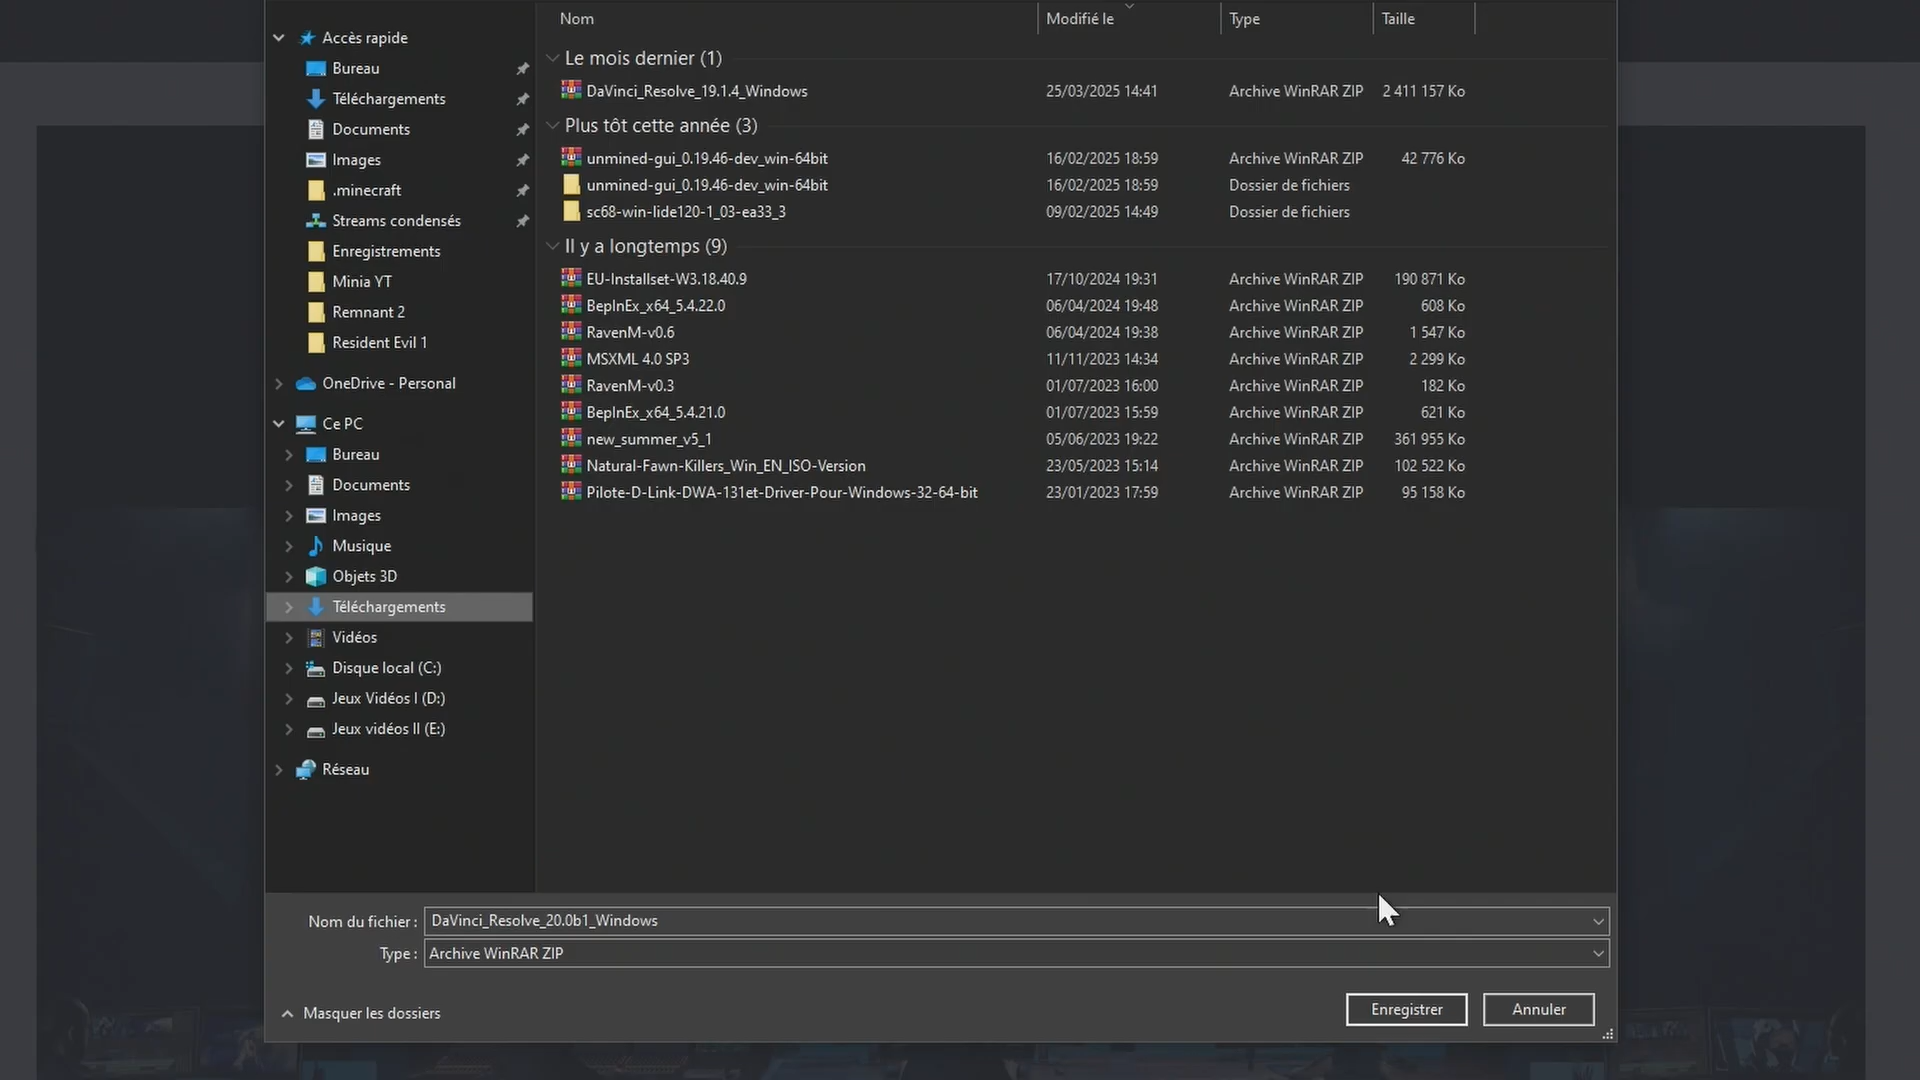 Nom Modifié le Type Taille
Accès rapide
Bureau
Téléchargements
Documents
Images
.minecraft
Streams condensés
Enregistrements
Minia YT
Remnant 2
Resident Evil 1
OneDrive - Personal
Ce PC
Bureau
Documents
Images
Musique
Objets 3D
Téléchargements
Vidéos
Disque local (C:)
Jeux Vidéos I (D:)
Jeux vidéos II (E:)
Réseau
Le mois dernier (1)
DaVinci_Resolve_19.1.4_Windows 25/03/2025 14:41 Archive WinRAR ZIP 2 411 157 Ko
Plus tôt cette année (3)
unmined-gui_0.19.46-dev_win-64bit 16/02/2025 18:59 Archive WinRAR ZIP 42 776 Ko
unmined-gui_0.19.46-dev_win-64bit 16/02/2025 18:59 Dossier de fichiers
sc68-win-lide120-1_03-ea33_3 09/02/2025 14:49 Dossier de fichiers
Il y a longtemps (9)
EU-Installset-W3.18.40.9 17/10/2024 19:31 Archive WinRAR ZIP 190 871 Ko
BepInEx_x64_5.4.22.0 06/04/2024 19:48 Archive WinRAR ZIP 608 Ko
RavenM-v0.6 06/04/2024 19:38 Archive WinRAR ZIP 1 547 Ko
MSXML 4.0 SP3 11/11/2023 14:34 Archive WinRAR ZIP 2 299 Ko
RavenM-v0.3 01/07/2023 16:00 Archive WinRAR ZIP 182 Ko
BepInEx_x64_5.4.21.0 01/07/2023 15:59 Archive WinRAR ZIP 621 Ko
new_summer_v5_1 05/06/2023 19:22 Archive WinRAR ZIP 361 955 Ko
Natural-Fawn-Killers_Win_EN_ISO-Version 23/05/2023 15:14 Archive WinRAR ZIP 102 522 Ko
Pilote-D-Link-DWA-131et-Driver-Pour-Windows-32-64-bit 23/01/2023 17:59 Archive WinRAR ZIP 95 158 Ko
Nom du fichier : DaVinci_Resolve_20.0b1_Windows
Type : Archive WinRAR ZIP
Masquer les dossiers
Enregistrer Annuler